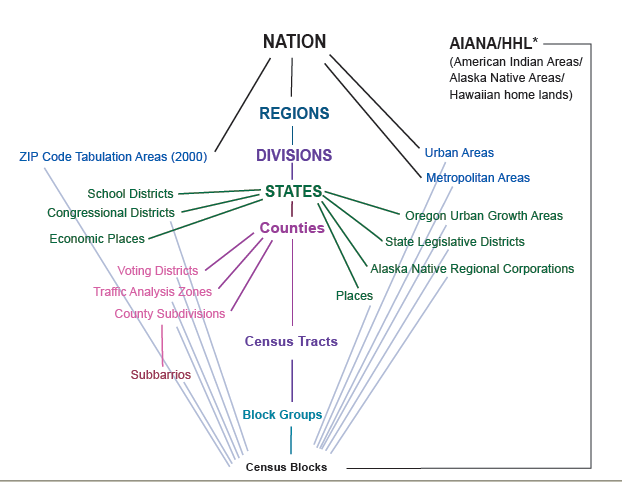 NATION
AIANA/HHL*
(American Indian Areas/
Alaska Native Areas/
Hawaiian home lands)
REGIONS
ZIP Code Tabulation Areas (2000)
DIVISIONS
Urban Areas
Metropolitan Areas
School Districts
STATES
Congressional Districts
Oregon Urban Growth Areas
Economic Places
Counties
State Legislative Districts
Voting Districts
Alaska Native Regional Corporations
Traffic Analysis Zones
Places
County Subdivisions
Census Tracts
Subbarrios
Block Groups
Census Blocks